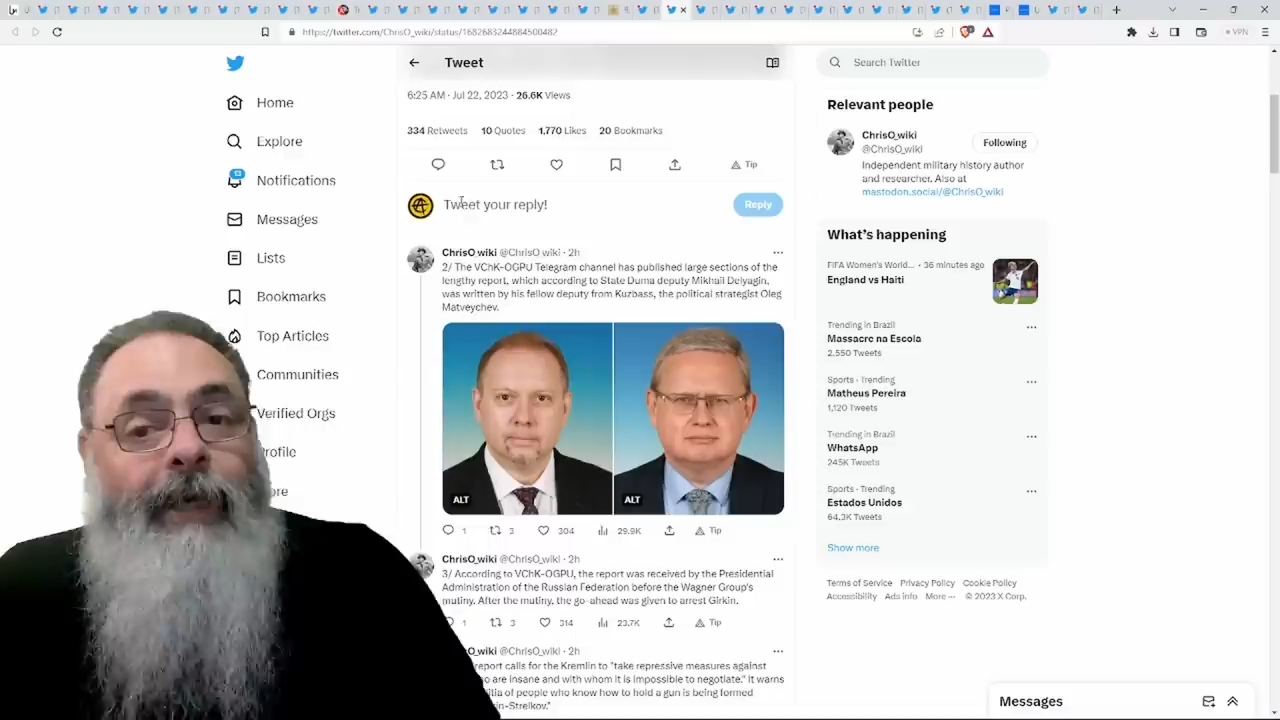 https://twitter.com/ChrisO_wiki/status/1682683244884500482
VPN
Home
Explore
13
Notifications
Messages
Lists
Bookmarks
Top Articles
Communities
Verified Orgs
rofile
ore
Tweet
6:25 AM · Jul 22, 2023 · 26.6K Views
334 Retweets 10 Quotes 1,770 Likes 20 Bookmarks
Tip
Tweet your reply!
Reply
ChrisO_wiki @ChrisO_wiki · 2h
2/ The VChK-OGPU Telegram channel has published large sections of the
lengthy report, which according to State Duma deputy Mikhail Delyagin,
was written by his fellow deputy from Kuzbass, the political strategist Oleg
Matveychev.
ALT ALT
1 3 304 29.9K Tip
ChrisO_wiki @ChrisO_wiki · 2h
3/ According to VChK-OGPU, the report was received by the Presidential
Administration of the Russian Federation before the Wagner Group's
mutiny. After the mutiny, the go-ahead was given to arrest Girkin.
1 3 314 23.7K Tip
sO_wiki @ChrisO_wiki · 2h
report calls for the Kremlin to "take repressive measures against
o are insane and with whom it is impossible to negotiate." It warns
itia of people who know how to hold a gun is being formed
in-Strelkov."
Search Twitter
Relevant people
ChrisO_wiki
@ChrisO_wiki
Following
Independent military history author
and researcher. Also at
mastodon.social/@ChrisO_wiki
What's happening
FIFA Women's World... · 36 minutes ago
England vs Haiti
Trending in Brazil
Massacre na Escola
2,550 Tweets
Sports · Trending
Matheus Pereira
1,120 Tweets
Trending in Brazil
WhatsApp
245K Tweets
Sports · Trending
Estados Unidos
64.3K Tweets
Show more
Terms of Service Privacy Policy Cookie Policy
Accessibility Ads info More ··· © 2023 X Corp.
Messages